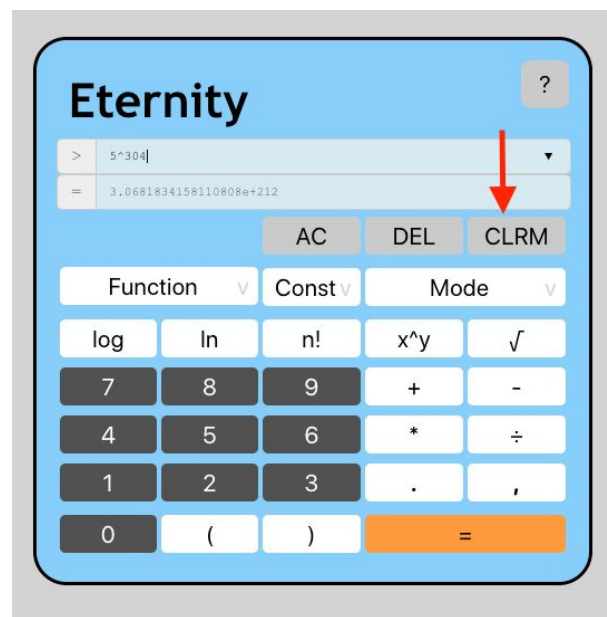 Eternity ?
> 5^304 ▼
= 3.0681834158110808e+212
AC DEL CLRM
Function v Const v Mode v
log ln n! x^y √
7 8 9 + -
4 5 6 * ÷
1 2 3 . ,
0 ( ) =